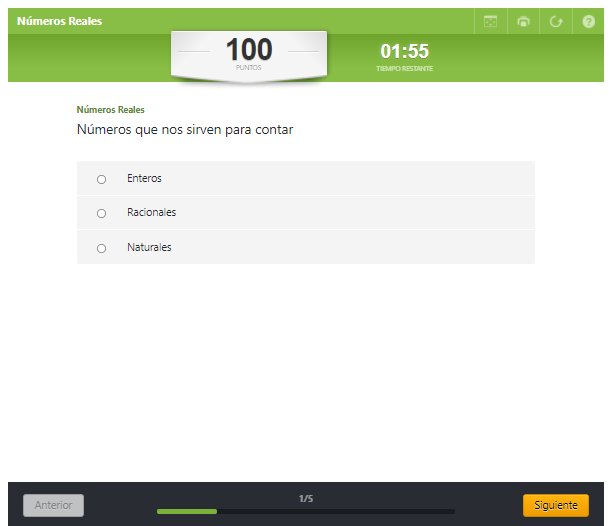 Números Reales
100
PUNTOS
01:55
TIEMPO RESTANTE
Números Reales
Números que nos sirven para contar
Enteros
Racionales
Naturales
Anterior
1/5
Siguiente